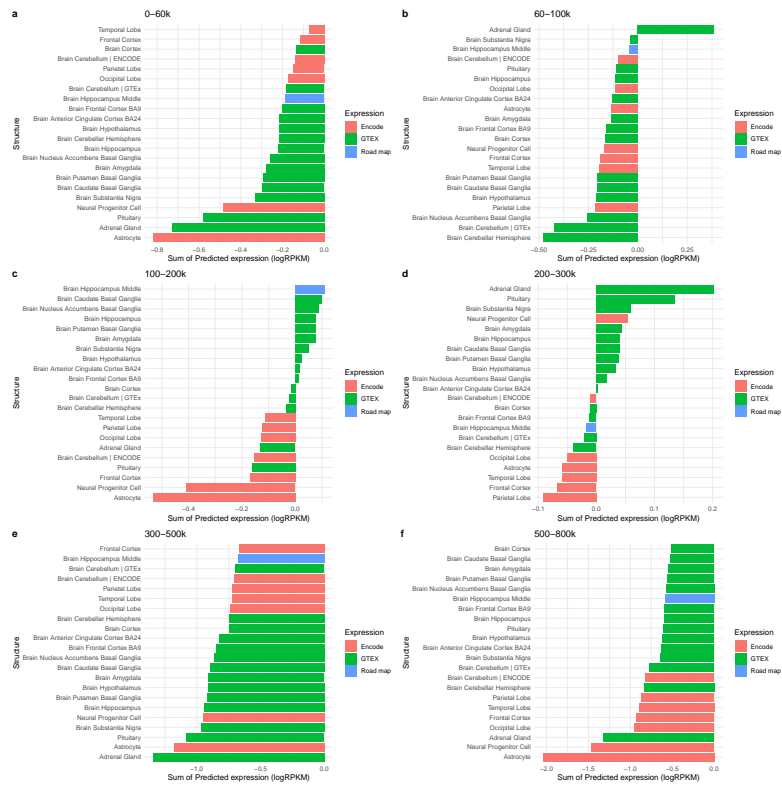 a
0–60k
Temporal Lobe
Frontal Cortex
Brain Cortex
Brain Cerebellum | ENCODE
Parietal Lobe
Occipital Lobe
Brain Cerebellum | GTEx
Brain Hippocampus Middle
Brain Frontal Cortex BA9
Brain Anterior Cingulate Cortex BA24
Brain Hypothalamus
Brain Cerebellar Hemisphere
Brain Hippocampus
Brain Nucleus Accumbens Basal Ganglia
Brain Amygdala
Brain Putamen Basal Ganglia
Brain Caudate Basal Ganglia
Brain Substantia Nigra
Neural Progenitor Cell
Pituitary
Adrenal Gland
Astrocyte
Structure
−0.8 −0.6 −0.4 −0.2 0.0
Sum of Predicted expression (logRPKM)
Expression
Encode
GTEX
Road map
b
60–100k
Adrenal Gland
Brain Substantia Nigra
Brain Hippocampus Middle
Brain Cerebellum | ENCODE
Pituitary
Brain Hippocampus
Occipital Lobe
Brain Anterior Cingulate Cortex BA24
Astrocyte
Brain Amygdala
Brain Frontal Cortex BA9
Brain Cortex
Neural Progenitor Cell
Frontal Cortex
Temporal Lobe
Brain Putamen Basal Ganglia
Brain Caudate Basal Ganglia
Brain Hypothalamus
Parietal Lobe
Brain Nucleus Accumbens Basal Ganglia
Brain Cerebellum | GTEx
Brain Cerebellar Hemisphere
Structure
−0.50 −0.25 0.00 0.25
Sum of Predicted expression (logRPKM)
Expression
Encode
GTEX
Road map
c
100–200k
Brain Hippocampus Middle
Brain Caudate Basal Ganglia
Brain Nucleus Accumbens Basal Ganglia
Brain Hippocampus
Brain Putamen Basal Ganglia
Brain Amygdala
Brain Substantia Nigra
Brain Hypothalamus
Brain Anterior Cingulate Cortex BA24
Brain Frontal Cortex BA9
Brain Cortex
Brain Cerebellum | GTEx
Brain Cerebellar Hemisphere
Temporal Lobe
Parietal Lobe
Occipital Lobe
Adrenal Gland
Brain Cerebellum | ENCODE
Pituitary
Frontal Cortex
Neural Progenitor Cell
Astrocyte
Structure
−0.4 −0.2 0.0
Sum of Predicted expression (logRPKM)
Expression
Encode
GTEX
Road map
d
200–300k
Adrenal Gland
Pituitary
Brain Substantia Nigra
Neural Progenitor Cell
Brain Amygdala
Brain Hippocampus
Brain Caudate Basal Ganglia
Brain Putamen Basal Ganglia
Brain Hypothalamus
Brain Nucleus Accumbens Basal Ganglia
Brain Anterior Cingulate Cortex BA24
Brain Cerebellum | ENCODE
Brain Cortex
Brain Frontal Cortex BA9
Brain Hippocampus Middle
Brain Cerebellum | GTEx
Brain Cerebellar Hemisphere
Occipital Lobe
Astrocyte
Temporal Lobe
Frontal Cortex
Parietal Lobe
Structure
−0.1 0.0 0.1 0.2
Sum of Predicted expression (logRPKM)
Expression
Encode
GTEX
Road map
e
300–500k
Frontal Cortex
Brain Hippocampus Middle
Brain Cerebellum | GTEx
Brain Cerebellum | ENCODE
Parietal Lobe
Temporal Lobe
Occipital Lobe
Brain Cerebellar Hemisphere
Brain Cortex
Brain Anterior Cingulate Cortex BA24
Brain Frontal Cortex BA9
Brain Nucleus Accumbens Basal Ganglia
Brain Caudate Basal Ganglia
Brain Amygdala
Brain Hypothalamus
Brain Putamen Basal Ganglia
Brain Hippocampus
Neural Progenitor Cell
Brain Substantia Nigra
Pituitary
Astrocyte
Adrenal Gland
Structure
−1.0 −0.5 0.0
Sum of Predicted expression (logRPKM)
Expression
Encode
GTEX
Road map
f
500–800k
Brain Cortex
Brain Caudate Basal Ganglia
Brain Amygdala
Brain Putamen Basal Ganglia
Brain Nucleus Accumbens Basal Ganglia
Brain Hippocampus Middle
Brain Frontal Cortex BA9
Brain Hippocampus
Pituitary
Brain Hypothalamus
Brain Anterior Cingulate Cortex BA24
Brain Substantia Nigra
Brain Cerebellum | GTEx
Brain Cerebellum | ENCODE
Brain Cerebellar Hemisphere
Parietal Lobe
Temporal Lobe
Frontal Cortex
Occipital Lobe
Adrenal Gland
Neural Progenitor Cell
Astrocyte
Structure
−2.0 −1.5 −1.0 −0.5 0.0
Sum of Predicted expression (logRPKM)
Expression
Encode
GTEX
Road map